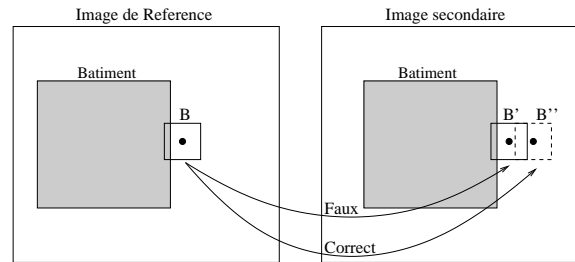 Image de Reference
Image secondaire
Batiment
Batiment
B
B'
B''
Faux
Correct